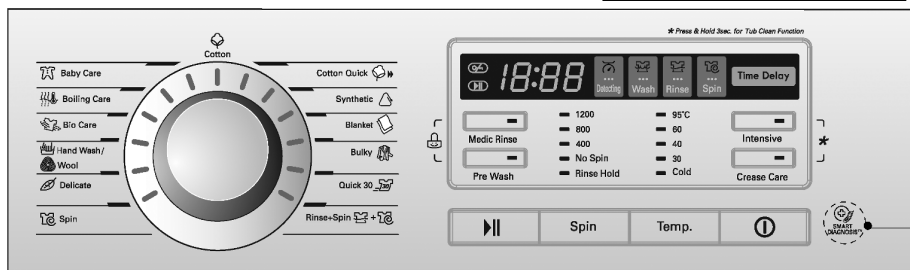 * Press & Hold 3sec. for Tub Clean Function
Cotton
Baby Care
Boiling Care
Bio Care
Hand Wash/
Wool
Delicate
Spin
Cotton Quick
Synthetic
Blanket
Bulky
Quick 30
30
Rinse+Spin
+
18:88
Detecting
Wash
Rinse
Spin
Time Delay
Medic Rinse
Pre Wash
1200
800
400
No Spin
Rinse Hold
95°C
60
40
30
Cold
Intensive
Crease Care
*
Spin
Temp.
SMART
DIAGNOSIS™